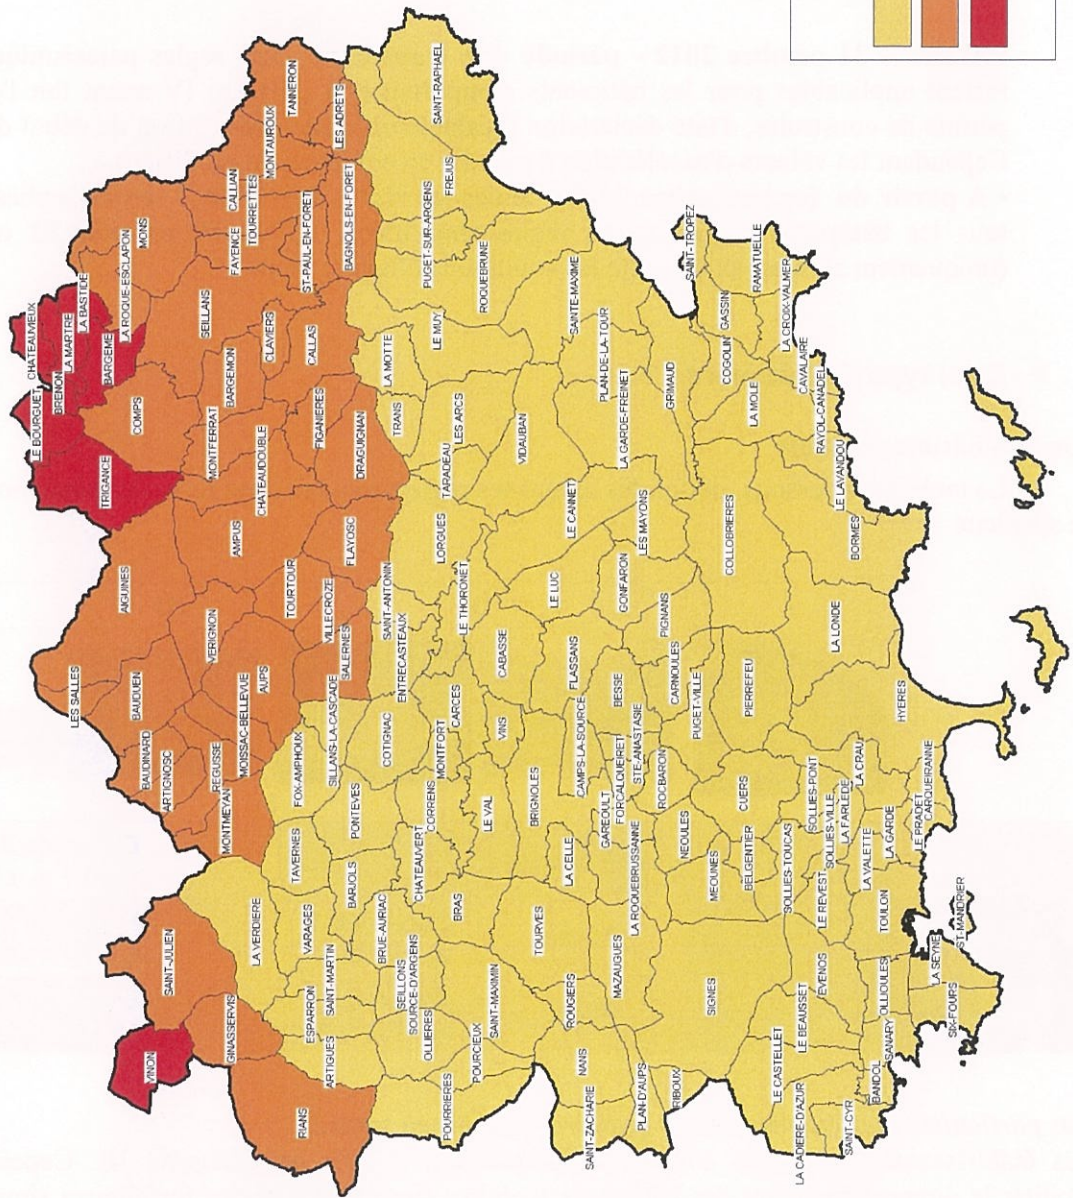 VINON
SAINT-JULIEN
GINASSERVIS
RIANS
LA VERDIERE
VARAGES
SAINT-MARTIN
ESPARRON
ARTIGUES
LES SALLES
BAUDUEN
BAUDINARD
ARTIGNOSC
REGUSSE
MOISSAC-BELLEVUE
MONTMEYAN
AIGUINES
VERIGNON
AUPS
TOURTOUR
VILLECROZE
SALERNES
SILLANS-LA-CASCADE
FOX-AMPHOUX
TAVERNES
PONTEVES
BARJOLS
BRUE-AURIAC
SEILLONS
SOURCE-D'ARGENS
OLLIERES
POURRIERES
POURCIEUX
SAINT-MAXIMIN
BRAS
CHATEAUVERT
CORRENS
MONTFORT
COTIGNAC
CARCES
ENTRECASTEAUX
SAINT-ANTONIN
LE BOURGUET
BRENON
CHATEAUVIEUX
LA MARTRE
LA BASTIDE
BARGEME
LA ROQUE-ESCLAPON
MONS
TRIGANCE
COMPS
AMPUS
MONTFERRAT
CHATEAUDOUBLE
BARGEMON
CLAVIERS
CALLAS
FIGANIERES
DRAGUIGNAN
FLAYOSC
SEILLANS
FAYENCE
TOURRETTES
CALLIAN
MONTAUROUX
TANNERON
LES ADRETS
ST-PAUL-EN-FORET
BAGNOLS-EN-FORET
SAINT-RAPHAEL
FREJUS
PUGET-SUR-ARGENS
ROQUEBRUNE
LE MUY
LA MOTTE
TRANS
LES ARCS
TARADEAU
LORGUES
LE THORONET
VIDAUBAN
LE CANNET
LE LUC
CABASSE
VINS
LE VAL
BRIGNOLES
FLASSANS
CAMPS-LA-SOURCE
BESSE
STE-ANASTASIE
FORCALQUEIRET
GAREOULT
LA CELLE
TOURVES
ROUGIERS
NANS
SAINT-ZACHARIE
PLAN-D'AUPS
RIBOUX
MAZAUGUES
LA ROQUEBRUSSANNE
NEOULES
ROCBARON
PUGET-VILLE
CARNOULES
PIGNANS
GONFARON
LES MAYONS
LA GARDE-FREINET
PLAN-DE-LA-TOUR
SAINTE-MAXIME
GRIMAUD
COGOLIN
GASSIN
SAINT-TROPEZ
RAMATUELLE
LA CROIX-VALMER
CAVALAIRE
LA MOLE
RAYOL-CANADEL
LE LAVANDOU
BORMES
COLLOBRIERES
LA LONDE
PIERREFEU
HYERES
CUERS
BELGENTIER
MEOUNES
SIGNES
SOLLIES-TOUCAS
SOLLIES-PONT
SOLLIES-VILLE
LA FARLEDE
LA CRAU
LA GARDE
LE PRADET
CARQUEIRANNE
LA VALETTE
LE REVEST
TOULON
EVENOS
LE BEAUSSET
LE CASTELLET
LA CADIERE-D'AZUR
SAINT-CYR
BANDOL
SANARY
OLLIOULES
LA SEYNE
SIX-FOURS
ST-MANDRIER